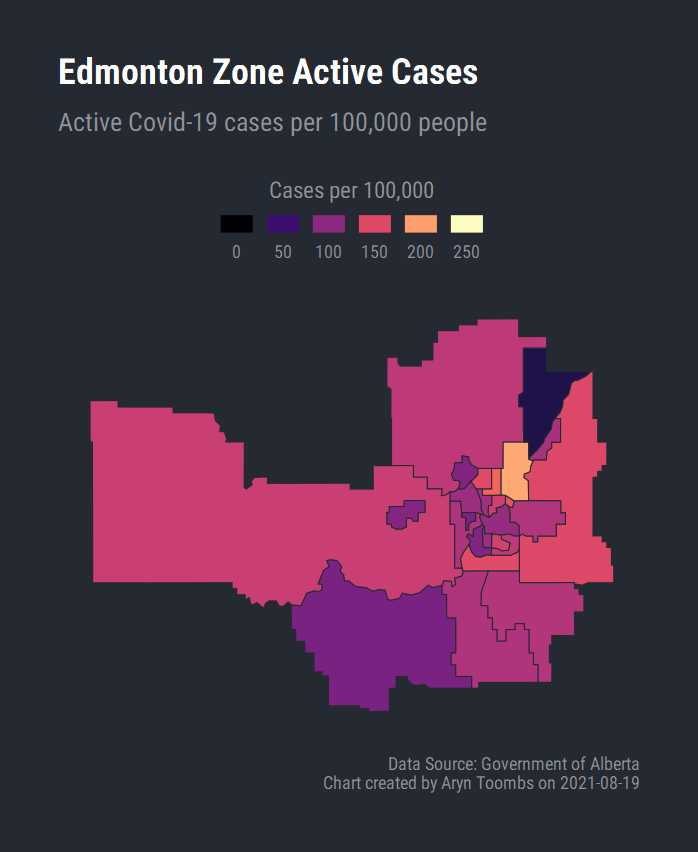 Edmonton Zone Active Cases
Active Covid-19 cases per 100,000 people
Cases per 100,000
0 50 100 150 200 250
Data Source: Government of Alberta
Chart created by Aryn Toombs on 2021-08-19